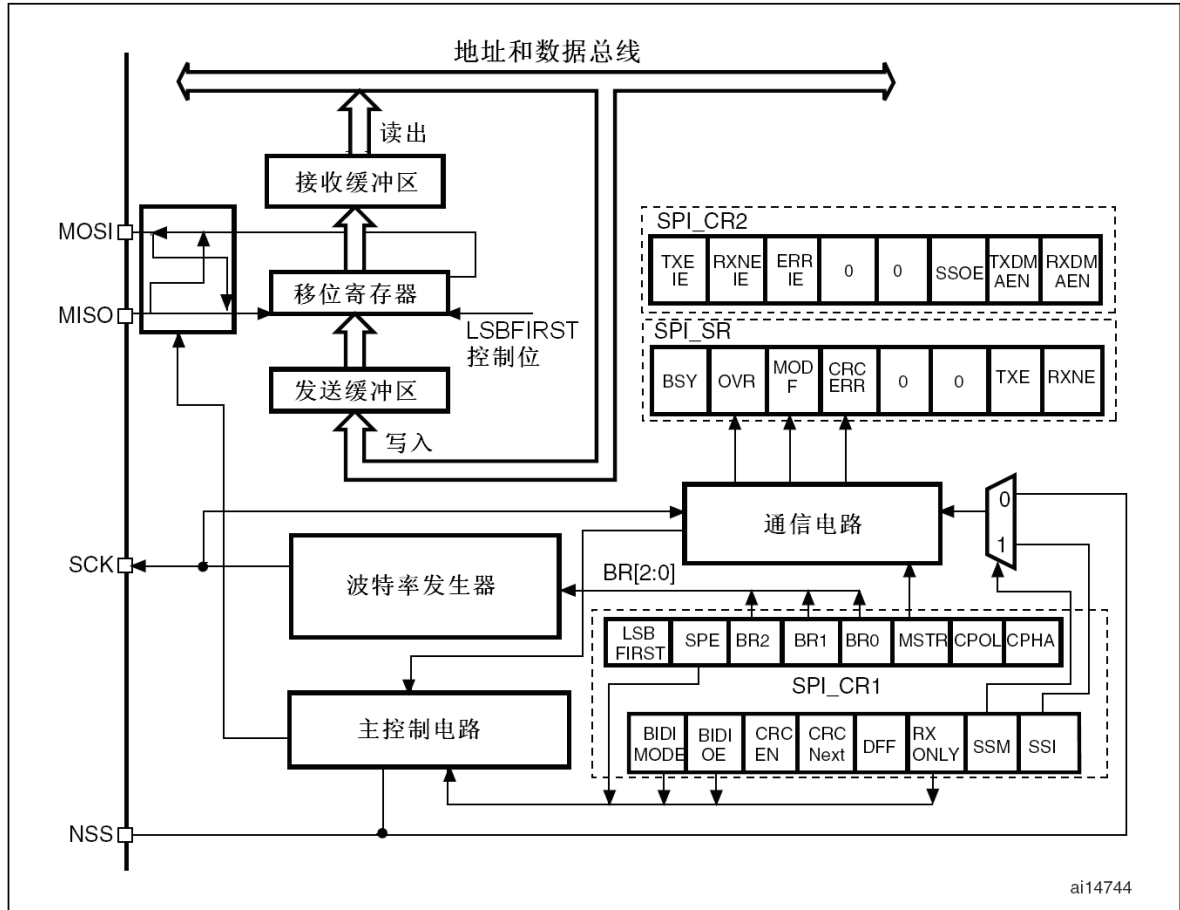 地址和数据总线
读出
接收缓冲区
MOSI
移位寄存器
MISO
LSBFIRST
控制位
发送缓冲区
写入
SPI_CR2
TXE
IE
RXNE
IE
ERR
IE
0
0
SSOE
TXDM
AEN
RXDM
AEN
SPI_SR
BSY
OVR
MOD
F
CRC
ERR
0
0
TXE
RXNE
通信电路
0
1
SCK
波特率发生器
BR[2:0]
LSB
FIRST
SPE
BR2
BR1
BR0
MSTR
CPOL
CPHA
SPI_CR1
主控制电路
BIDI
MODE
BIDI
OE
CRC
EN
CRC
Next
DFF
RX
ONLY
SSM
SSI
NSS
ai14744